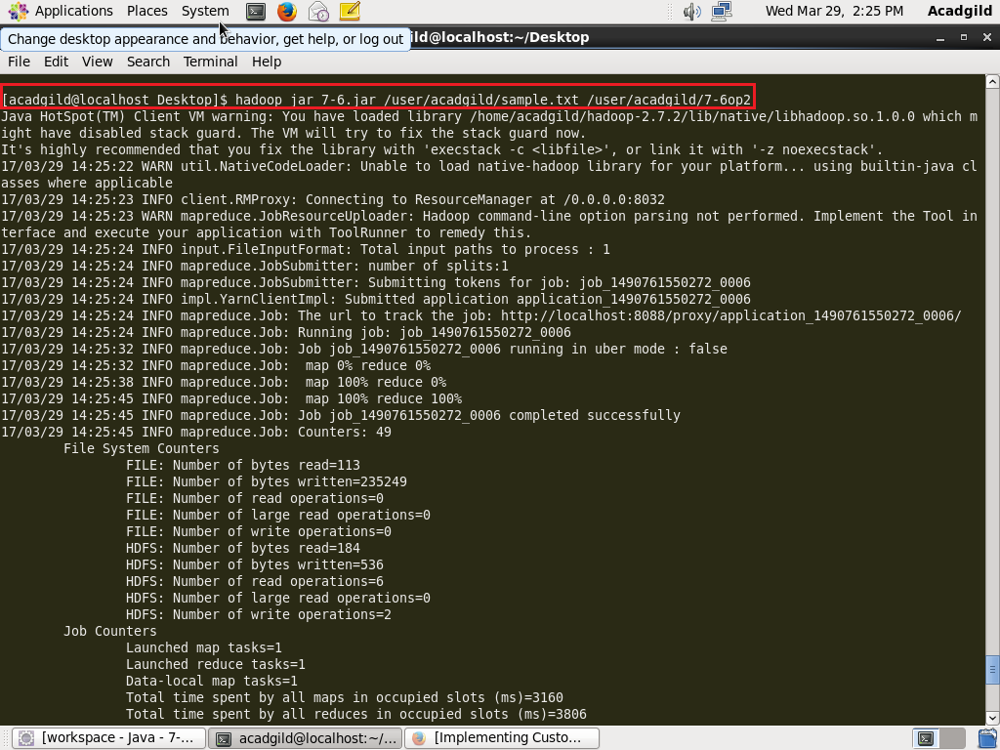 Applications Places System Wed Mar 29, 2:25 PM Acadgild
Change desktop appearance and behavior, get help, or log out
ild@localhost:~/Desktop
File Edit View Search Terminal Help
[acadgild@localhost Desktop]$ hadoop jar 7-6.jar /user/acadgild/sample.txt /user/acadgild/7-6op2
Java HotSpot(TM) Client VM warning: You have loaded library /home/acadgild/hadoop-2.7.2/lib/native/libhadoop.so.1.0.0 which m
ight have disabled stack guard. The VM will try to fix the stack guard now.
It's highly recommended that you fix the library with 'execstack -c <libfile>', or link it with '-z noexecstack'.
17/03/29 14:25:22 WARN util.NativeCodeLoader: Unable to load native-hadoop library for your platform... using builtin-java cl
asses where applicable
17/03/29 14:25:23 INFO client.RMProxy: Connecting to ResourceManager at /0.0.0.0:8032
17/03/29 14:25:23 WARN mapreduce.JobResourceUploader: Hadoop command-line option parsing not performed. Implement the Tool in
terface and execute your application with ToolRunner to remedy this.
17/03/29 14:25:24 INFO input.FileInputFormat: Total input paths to process : 1
17/03/29 14:25:24 INFO mapreduce.JobSubmitter: number of splits:1
17/03/29 14:25:24 INFO mapreduce.JobSubmitter: Submitting tokens for job: job_1490761550272_0006
17/03/29 14:25:24 INFO impl.YarnClientImpl: Submitted application application_1490761550272_0006
17/03/29 14:25:24 INFO mapreduce.Job: The url to track the job: http://localhost:8088/proxy/application_1490761550272_0006/
17/03/29 14:25:24 INFO mapreduce.Job: Running job: job_1490761550272_0006
17/03/29 14:25:32 INFO mapreduce.Job: Job job_1490761550272_0006 running in uber mode : false
17/03/29 14:25:32 INFO mapreduce.Job:  map 0% reduce 0%
17/03/29 14:25:38 INFO mapreduce.Job:  map 100% reduce 0%
17/03/29 14:25:45 INFO mapreduce.Job:  map 100% reduce 100%
17/03/29 14:25:45 INFO mapreduce.Job: Job job_1490761550272_0006 completed successfully
17/03/29 14:25:45 INFO mapreduce.Job: Counters: 49
File System Counters
FILE: Number of bytes read=113
FILE: Number of bytes written=235249
FILE: Number of read operations=0
FILE: Number of large read operations=0
FILE: Number of write operations=0
HDFS: Number of bytes read=184
HDFS: Number of bytes written=536
HDFS: Number of read operations=6
HDFS: Number of large read operations=0
HDFS: Number of write operations=2
Job Counters
Launched map tasks=1
Launched reduce tasks=1
Data-local map tasks=1
Total time spent by all maps in occupied slots (ms)=3160
Total time spent by all reduces in occupied slots (ms)=3806
[workspace - Java - 7-... acadgild@localhost:~/... [Implementing Custo...